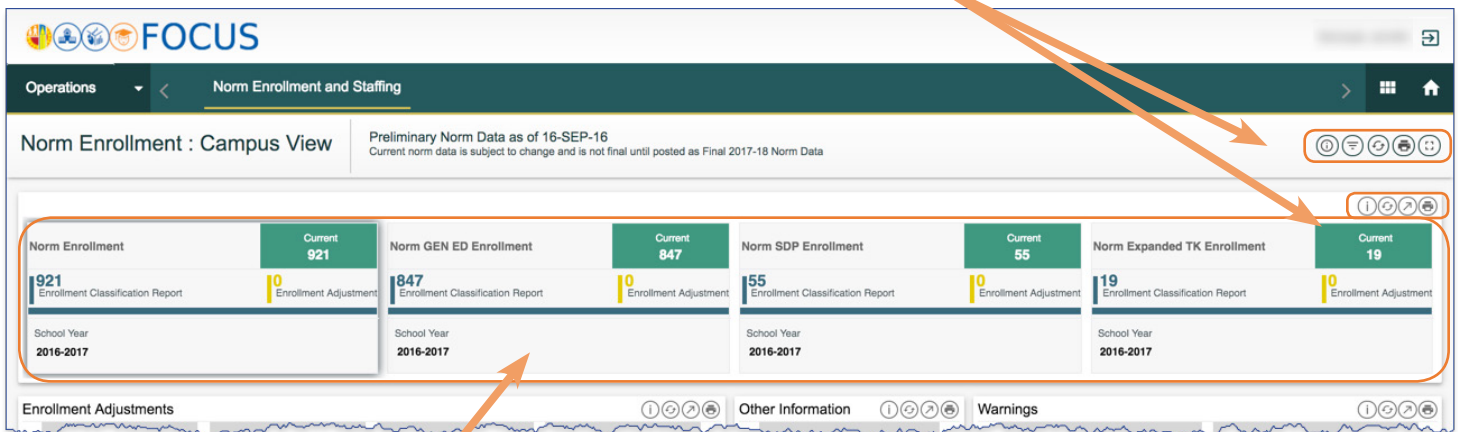 FOCUS
Operations
Norm Enrollment and Staffing
Norm Enrollment : Campus View
Preliminary Norm Data as of 16-SEP-16
Current norm data is subject to change and is not final until posted as Final 2017-18 Norm Data
Norm Enrollment
Current
921
921
Enrollment Classification Report
0
Enrollment Adjustment
School Year
2016-2017
Norm GEN ED Enrollment
Current
847
847
Enrollment Classification Report
0
Enrollment Adjustment
School Year
2016-2017
Norm SDP Enrollment
Current
55
55
Enrollment Classification Report
0
Enrollment Adjustment
School Year
2016-2017
Norm Expanded TK Enrollment
Current
19
19
Enrollment Classification Report
0
Enrollment Adjustment
School Year
2016-2017
Enrollment Adjustments
Other Information
Warnings